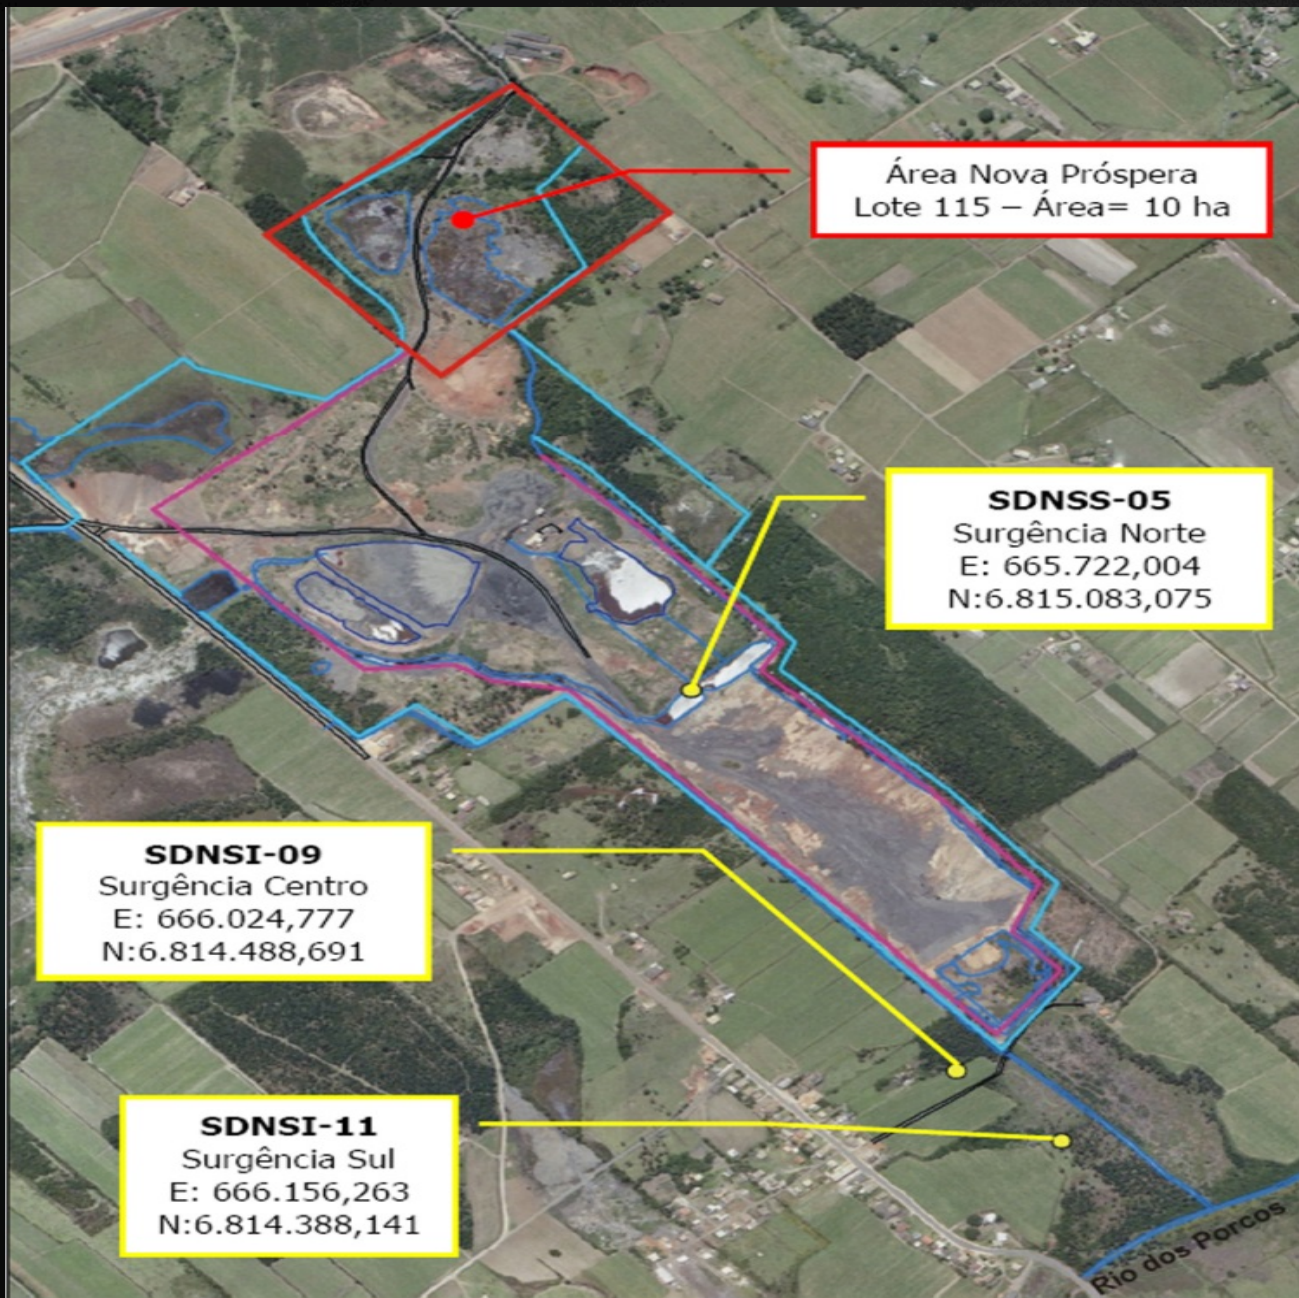 Área Nova Próspera
Lote 115 – Área= 10 ha
SDNSS-05
Surgência Norte
E: 665.722,004
N:6.815.083,075
SDNSI-09
Surgência Centro
E: 666.024,777
N:6.814.488,691
SDNSI-11
Surgência Sul
E: 666.156,263
N:6.814.388,141
Rio dos Porcos